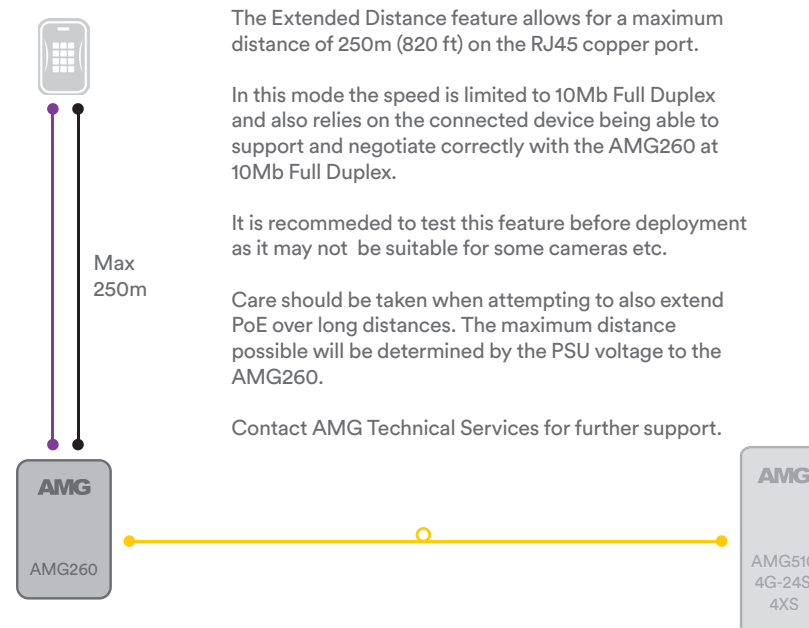 The Extended Distance feature allows for a maximum
distance of 250m (820 ft) on the RJ45 copper port.
In this mode the speed is limited to 10Mb Full Duplex
and also relies on the connected device being able to
support and negotiate correctly with the AMG260 at
10Mb Full Duplex.
It is recommeded to test this feature before deployment
as it may not be suitable for some cameras etc.
Max
250m
Care should be taken when attempting to also extend
PoE over long distances. The maximum distance
possible will be determined by the PSU voltage to the
AMG260.
Contact AMG Technical Services for further support.
AMG
AMG260
AMG
AMG510
4G-24S
4XS